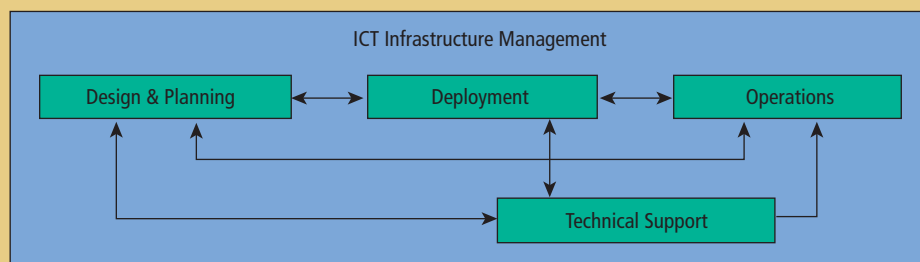 ICT Infrastructure Management
Design & Planning
Deployment
Operations
Technical Support